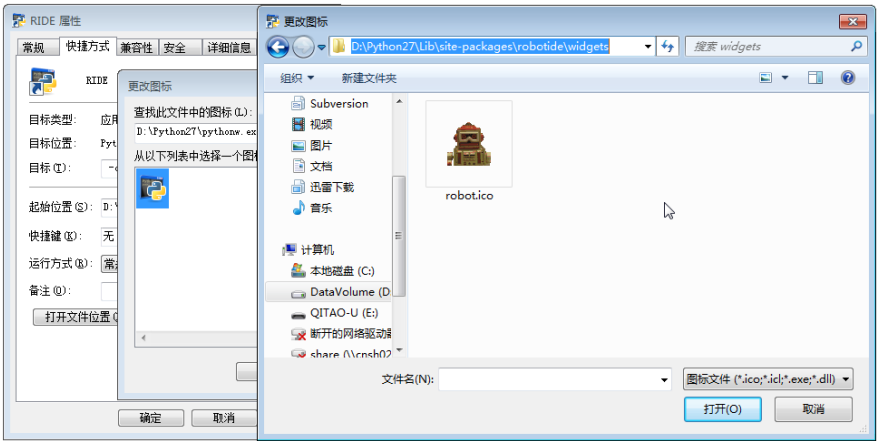 RIDE 属性
常规 快捷方式 兼容性 安全 详细信息
RIDE
目标类型: 应用
目标位置:
目标(T):
起始位置(S): D:\
快捷键(K): 无
运行方式(R):
备注(O):
打开文件位置
确定 取消
更改图标
查找此文件中的图标(L):
D:\Python27\pythonw.ex
从以下列表中选择一个图标
更改图标
D:\Python27\Lib\site-packages\robotide\widgets
搜索 widgets
组织 新建文件夹
Subversion
视频
图片
文档
迅雷下载
音乐
计算机
本地磁盘 (C:)
DataVolume (D
QITAO-U (E:)
断开的网络驱动器
share (\\cnsh02
robot.ico
文件名(N):
图标文件 (*.ico;*.icl;*.exe;*.dll)
打开(O) 取消